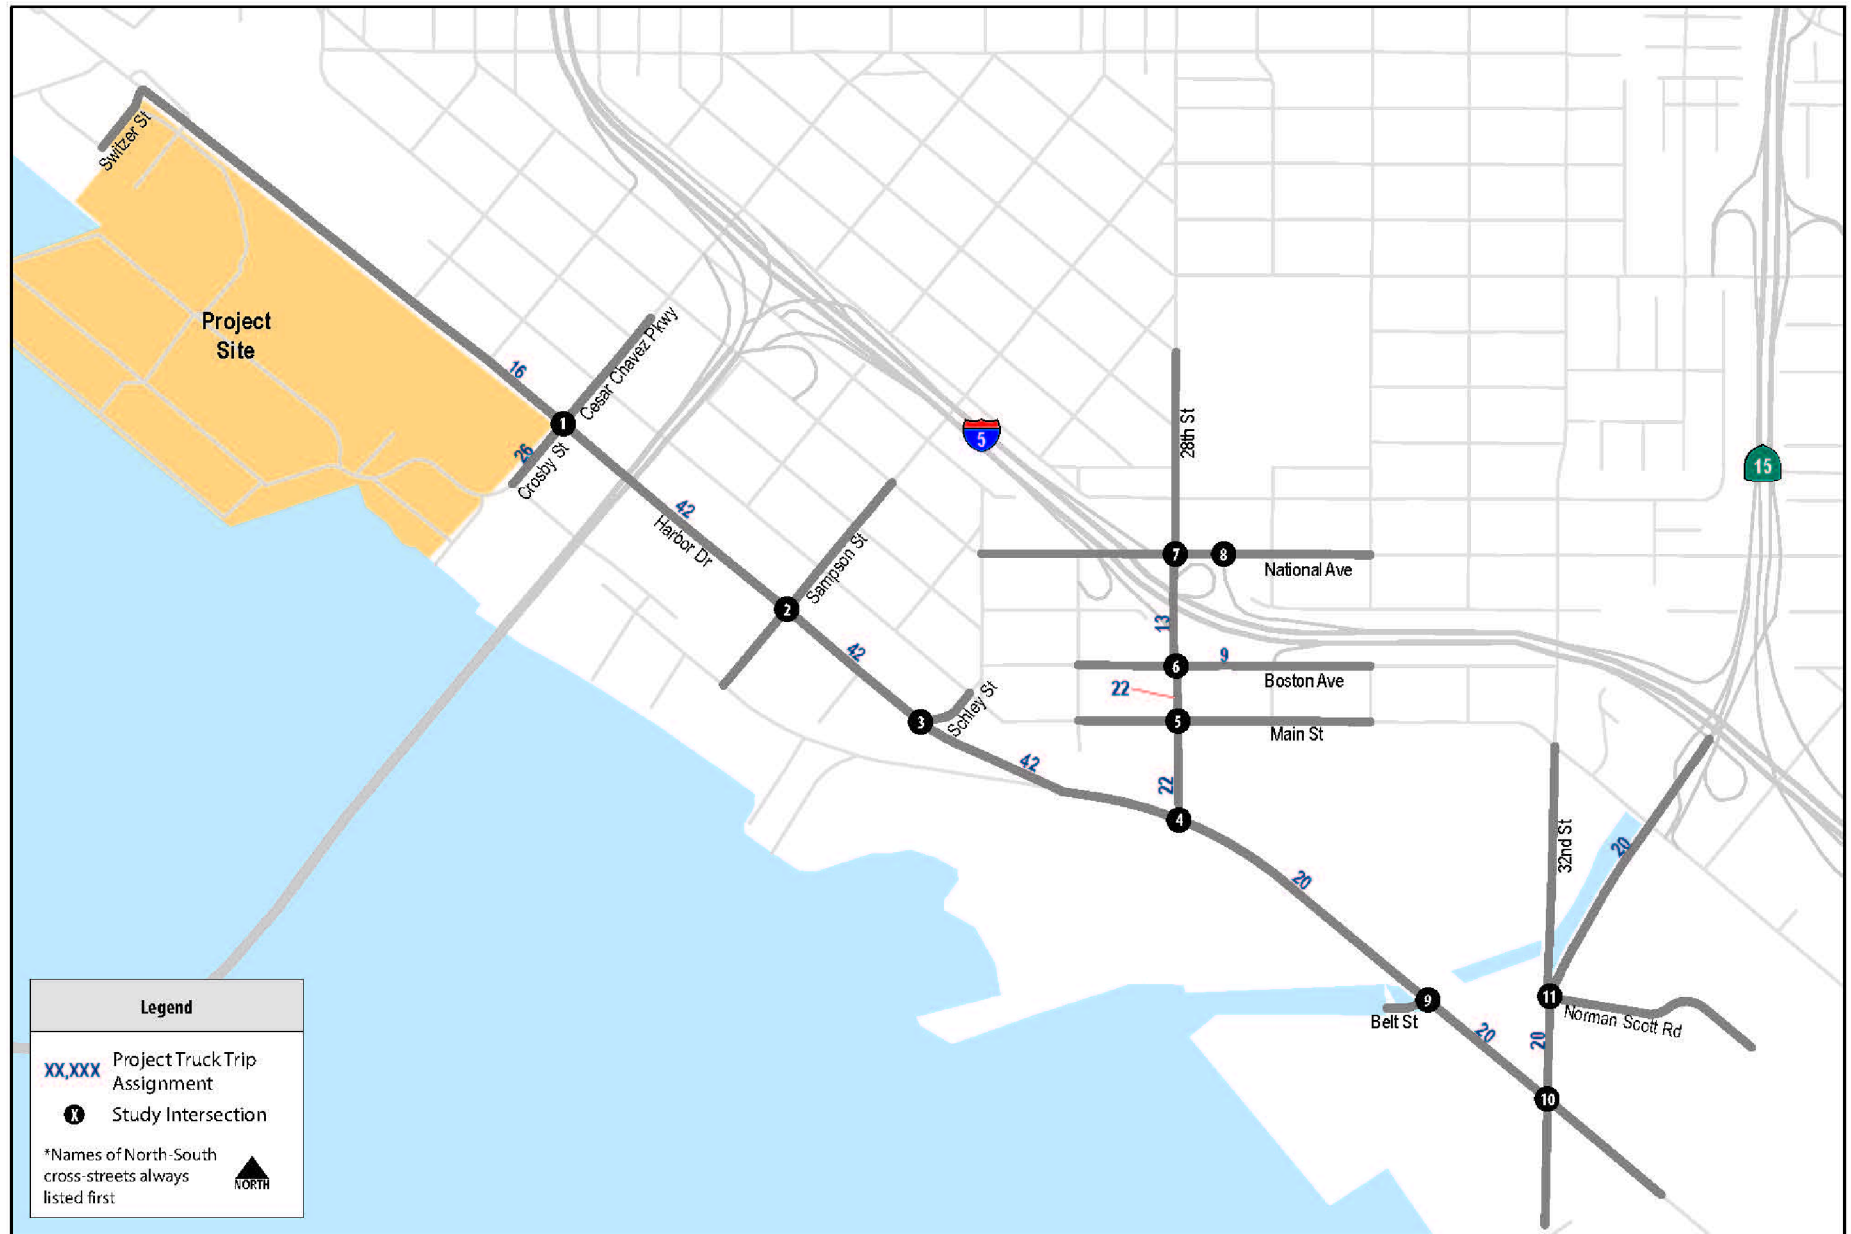 Switzer St
Project
Site
16
1
Cesar Chavez Pkwy
26
Crosby St
42
Harbor Dr
2
Sampson St
42
3
Schley St
42
5
28th St
15
7
8
National Ave
13
6
9
Boston Ave
22
5
Main St
22
4
20
32nd St
20
9
Belt St
20
11
Norman Scott Rd
20
10
Legend
XX,XXX
Project Truck Trip
Assignment
X
Study Intersection
*Names of North-South
cross-streets always
listed first
NORTH